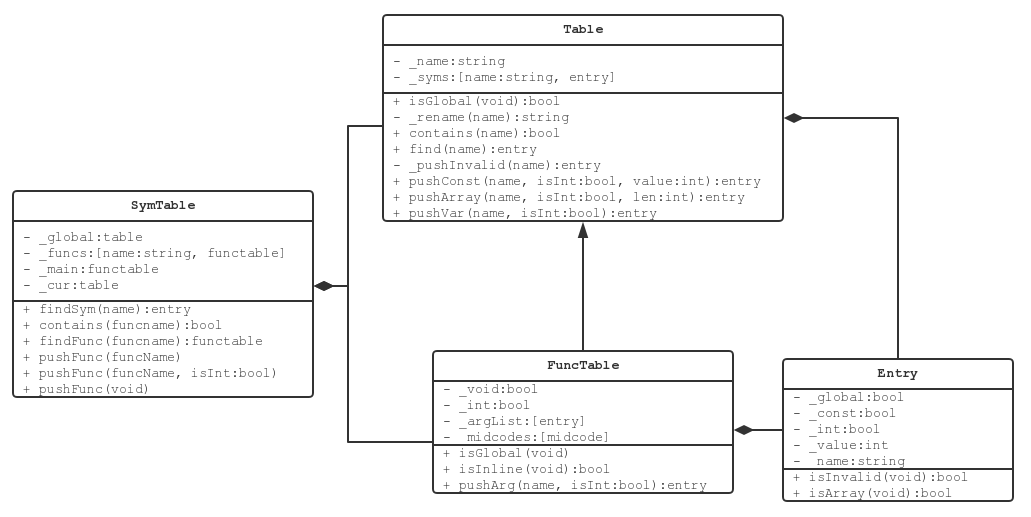 Table
- _name:string
- _syms:[name:string, entry]
+ isGlobal(void):bool
- _rename(name):string
+ contains(name):bool
+ find(name):entry
- _pushInvalid(name):entry
+ pushConst(name, isInt:bool, value:int):entry
+ pushArray(name, isInt:bool, len:int):entry
+ pushVar(name, isInt:bool):entry
SymTable
- _global:table
- _funcs:[name:string, functable]
- _main:functable
- _cur:table
+ findSym(name):entry
+ contains(funcname):bool
+ findFunc(funcname):functable
+ pushFunc(funcName)
+ pushFunc(funcName, isInt:bool)
+ pushFunc(void)
FuncTable
- _void:bool
- _int:bool
- _argList:[entry]
- _midcodes:[midcode]
+ isGlobal(void)
+ isInline(void):bool
+ pushArg(name, isInt:bool):entry
Entry
- _global:bool
- _const:bool
- _int:bool
- _value:int
- _name:string
+ isInvalid(void):bool
+ isArray(void):bool